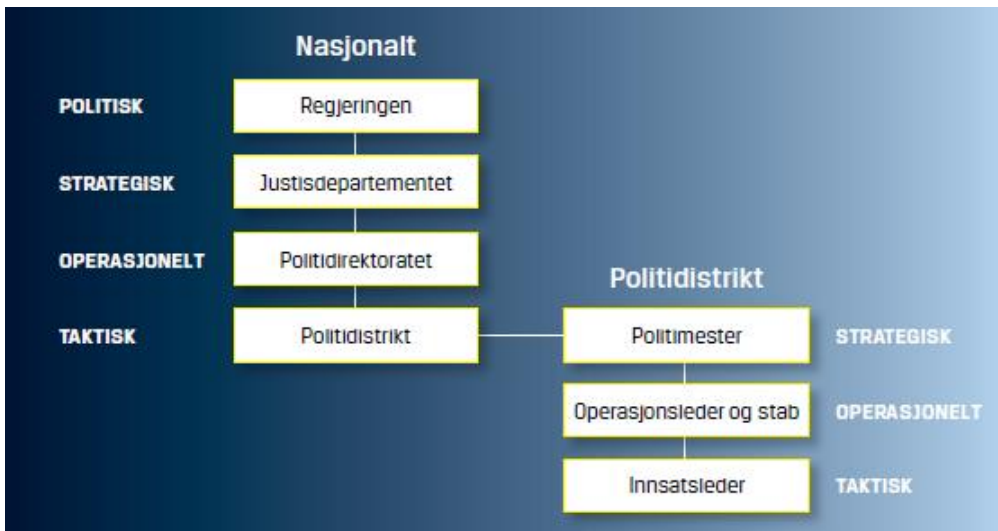 Nasjonalt
POLITISK
Regjeringen
STRATEGISK
Justisdepartementet
OPERASJONELT
Politidirektoratet
Politidistrikt
TAKTISK
Politidistrikt
Politimester
STRATEGISK
Operasjonsleder og stab
OPERASJONELT
Innsatsleder
TAKTISK